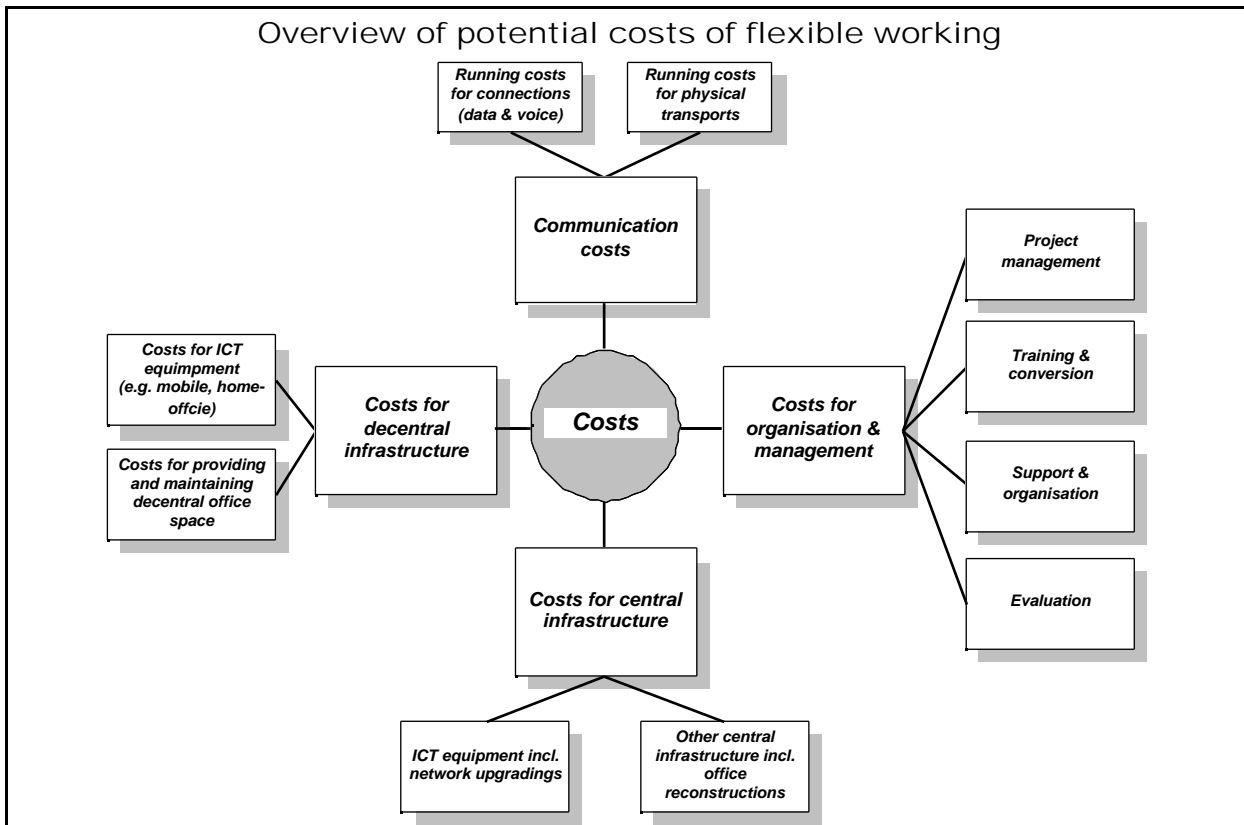 Overview of potential costs of flexible working
Running costs
for connections
(data & voice)
Running costs
for physical
transports
Communication
costs
Project
management
Costs for ICT
equimpment
(e.g. mobile, home-
offcie)
Training &
conversion
Costs for
decentral
infrastructure
Costs
Costs for
organisation &
management
Costs for providing
and maintaining
decentral office
space
Support &
organisation
Costs for central
infrastructure
Evaluation
ICT equipment incl.
network upgradings
Other central
infrastructure incl.
office
reconstructions